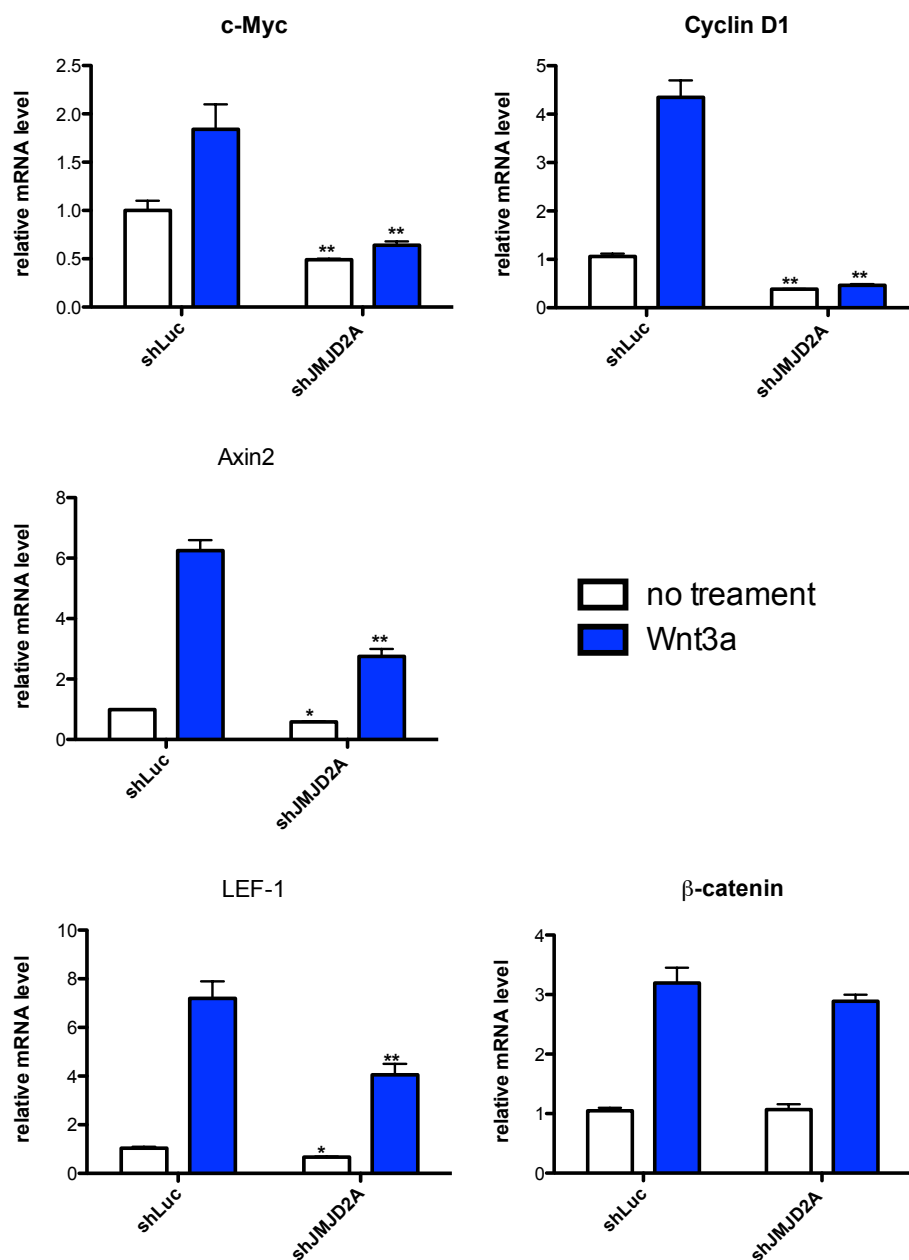 c-Myc
relative mRNA level
2.5
2.0
1.5
1.0
0.5
0.0
**
**
shLuc
shJMJD2A
Cyclin D1
relative mRNA level
5
4
3
2
1
0
**
**
shLuc
shJMJD2A
Axin2
relative mRNA level
8
6
4
2
0
*
**
shLuc
shJMJD2A
no treament
Wnt3a
LEF-1
relative mRNA level
10
8
6
4
2
0
*
**
shLuc
shJMJD2A
β-catenin
relative mRNA level
4
3
2
1
0
shLuc
shJMJD2A